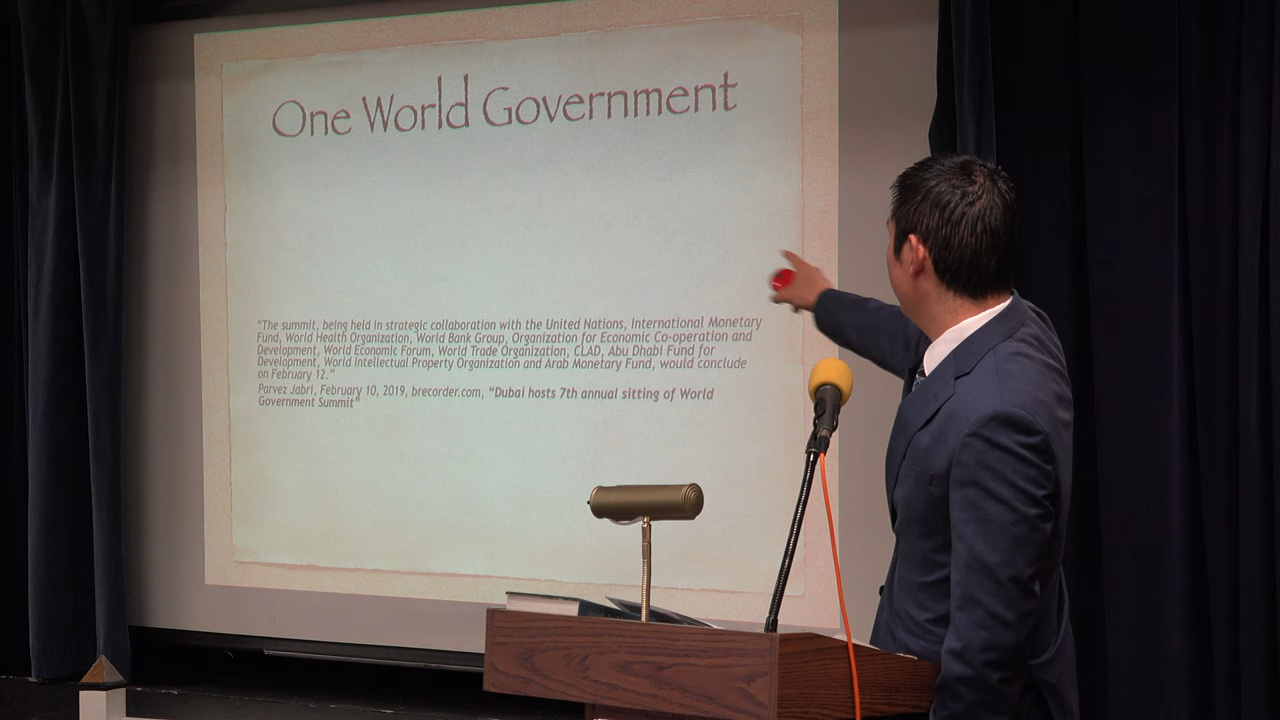 One World Government
"The summit, being held in strategic collaboration with the United Nations, International Monetary
Fund, World Health Organization, World Bank Group, Organization for Economic Co-operation and
Development, World Economic Forum, World Trade Organization, CLAD, Abu Dhabi Fund for
Development, World Intellectual Property Organization and Arab Monetary Fund, would conclude
on February 12."
Parvez Jabri, February 10, 2019, brecorder.com, "Dubai hosts 7th annual sitting of World
Government Summit"